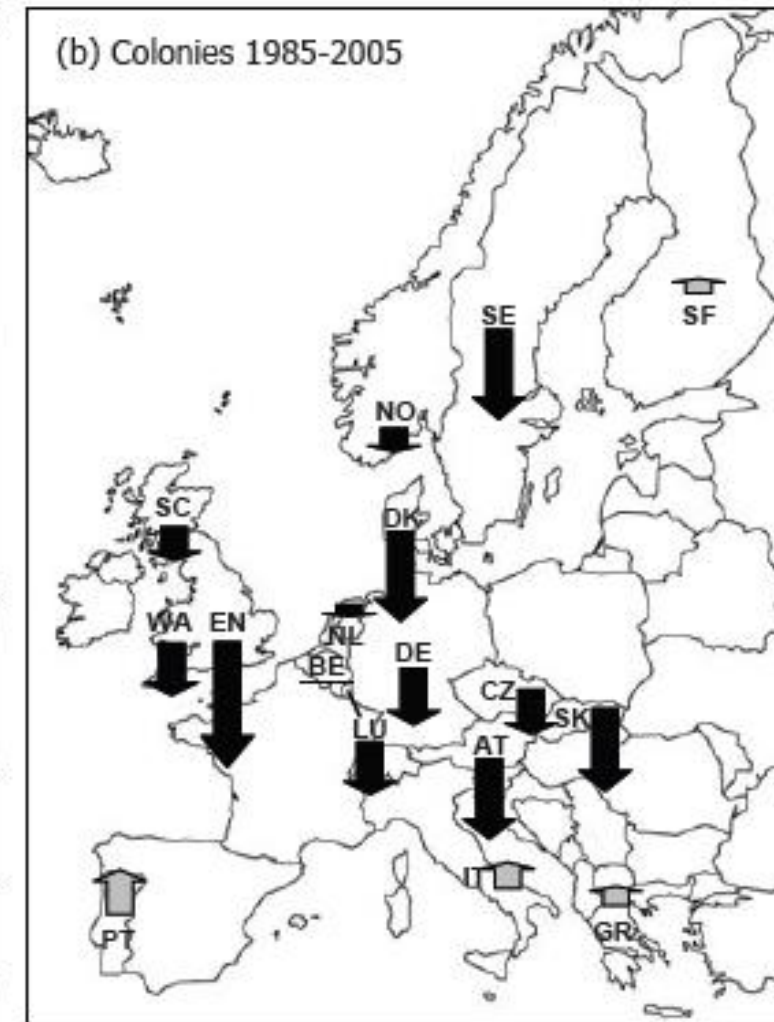 (b) Colonies 1985-2005
SF
SE
NO
SC
DK
WA EN
NL
DE
BE
CZ
SK
LU
AT
IT
PT
GR